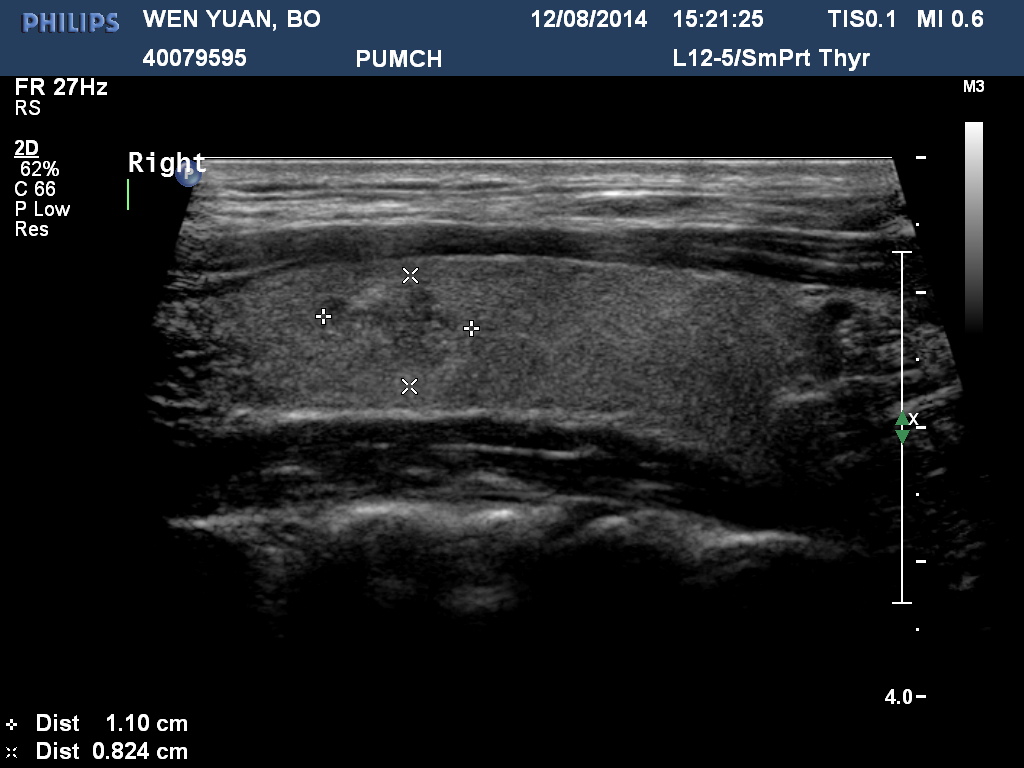 PHILIPS WEN YUAN, BO 12/08/2014 15:21:25 TIS0.1 MI 0.6
40079595 PUMCH L12-5/SmPrt Thyr
FR 27Hz
RS
M3
2D
62%
C 66
P Low
Res
Right
P
X
4.0
Dist 1.10 cm
Dist 0.824 cm